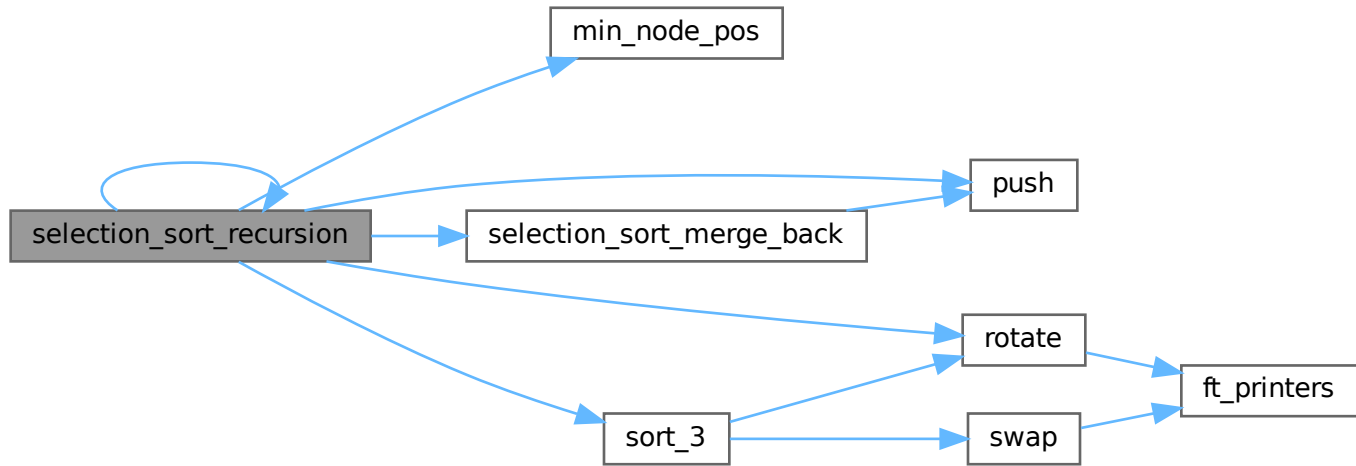 min_node_pos
push
selection_sort_recursion
selection_sort_merge_back
rotate
ft_printers
sort_3
swap